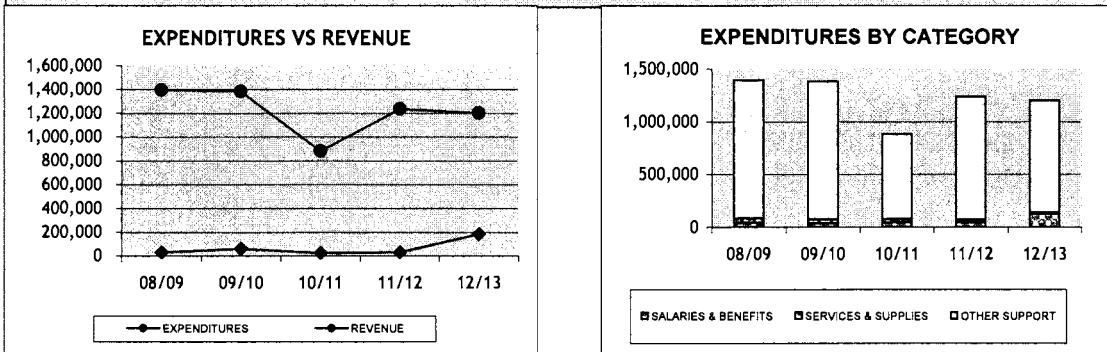 EXPENDITURES VS REVENUE
1,600,000
1,400,000
1,200,000
1,000,000
800,000
600,000
400,000
200,000
0
08/09 09/10 10/11 11/12 12/13
EXPENDITURES REVENUE
EXPENDITURES BY CATEGORY
1,500,000
1,000,000
500,000
0
08/09 09/10 10/11 11/12 12/13
SALARIES & BENEFITS SERVICES & SUPPLIES OTHER SUPPORT